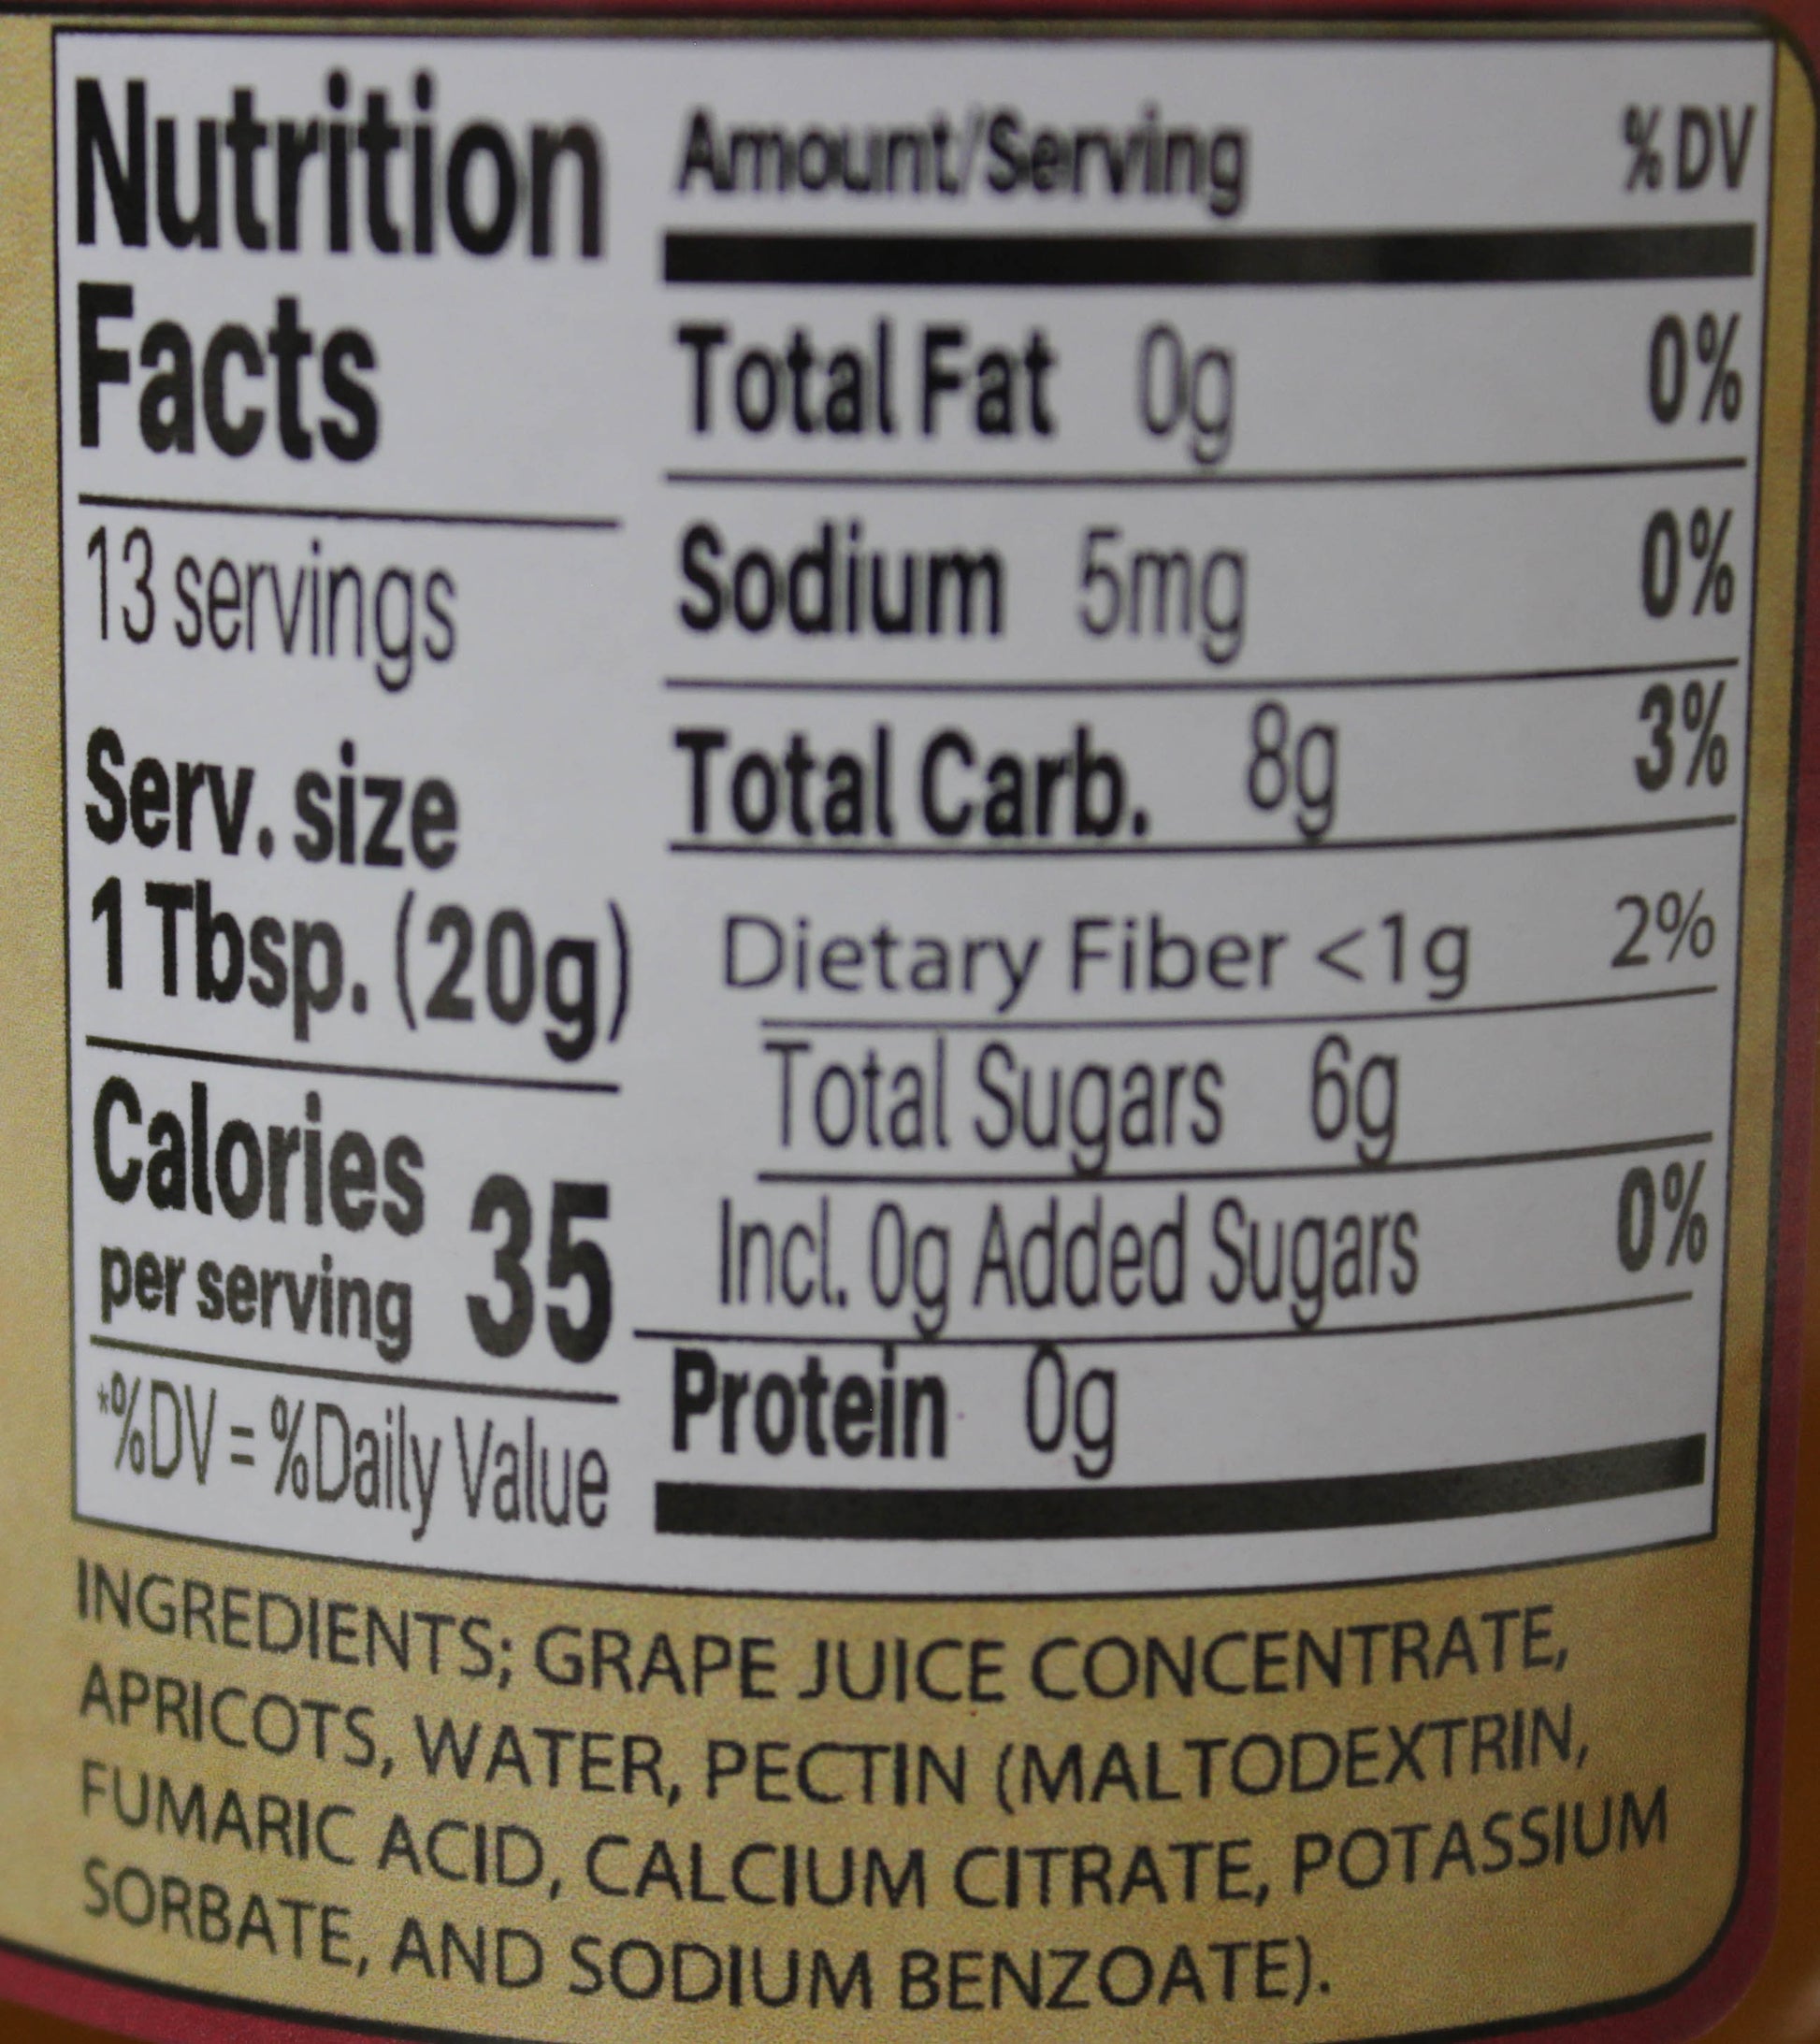 Nutrition
Facts
13 servings
Serv. size
1 Tbsp. (20g)
Calories
per serving 35
*%DV = %Daily Value
Amount/Serving %DV
Total Fat 0g 0%
Sodium 5mg 0%
Total Carb. 8g 3%
Dietary Fiber <1g 2%
Total Sugars 6g
Incl. 0g Added Sugars 0%
Protein 0g
INGREDIENTS; GRAPE JUICE CONCENTRATE,
APRICOTS, WATER, PECTIN (MALTODEXTRIN,
FUMARIC ACID, CALCIUM CITRATE, POTASSIUM
SORBATE, AND SODIUM BENZOATE).